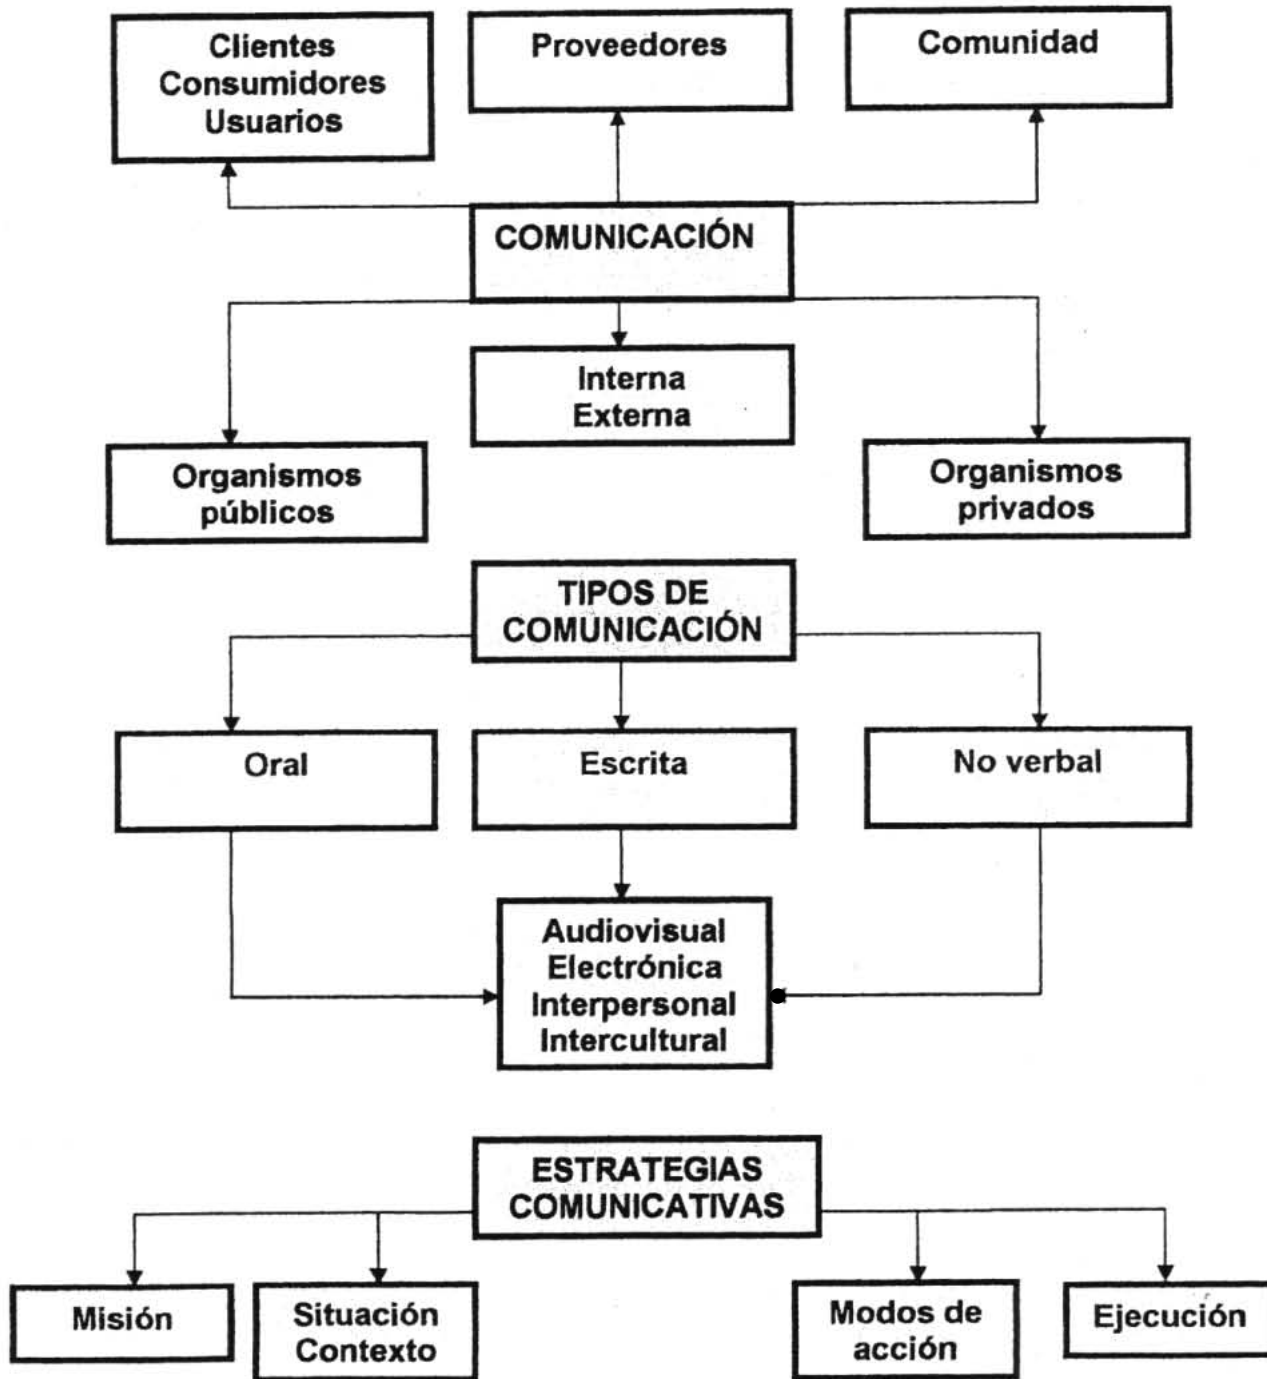 Clientes
Consumidores
Usuarios
Proveedores
Comunidad
COMUNICACIÓN
Interna
Externa
Organismos
públicos
Organismos
privados
TIPOS DE
COMUNICACIÓN
Oral
Escrita
No verbal
Audiovisual
Electrónica
Interpersonal
Intercultural
ESTRATEGIAS
COMUNICATIVAS
Misión
Situación
Contexto
Modos de
acción
Ejecución